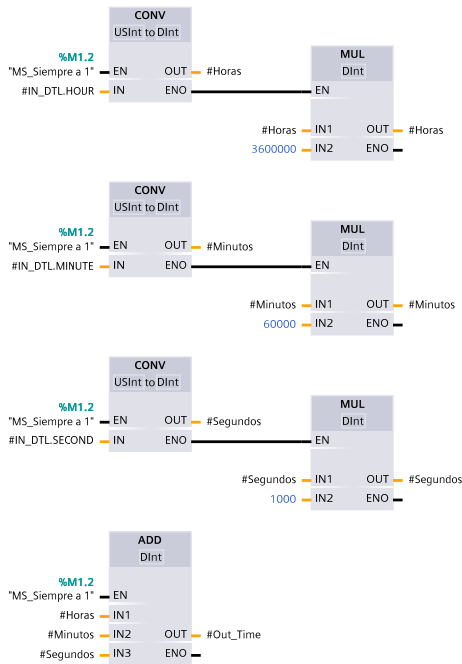 CONV
USInt to DInt
%M1.2
"MS_Siempre a 1" EN OUT #Horas
#IN_DTL.HOUR IN ENO
MUL
DInt
EN
#Horas IN1 OUT #Horas
3600000 IN2 ENO
CONV
USInt to DInt
%M1.2
"MS_Siempre a 1" EN OUT #Minutos
#IN_DTL.MINUTE IN ENO
MUL
DInt
EN
#Minutos IN1 OUT #Minutos
60000 IN2 ENO
CONV
USInt to DInt
%M1.2
"MS_Siempre a 1" EN OUT #Segundos
#IN_DTL.SECOND IN ENO
MUL
DInt
EN
#Segundos IN1 OUT #Segundos
1000 IN2 ENO
ADD
DInt
%M1.2
"MS_Siempre a 1" EN
#Horas IN1
#Minutos IN2 OUT #Out_Time
#Segundos IN3 ENO